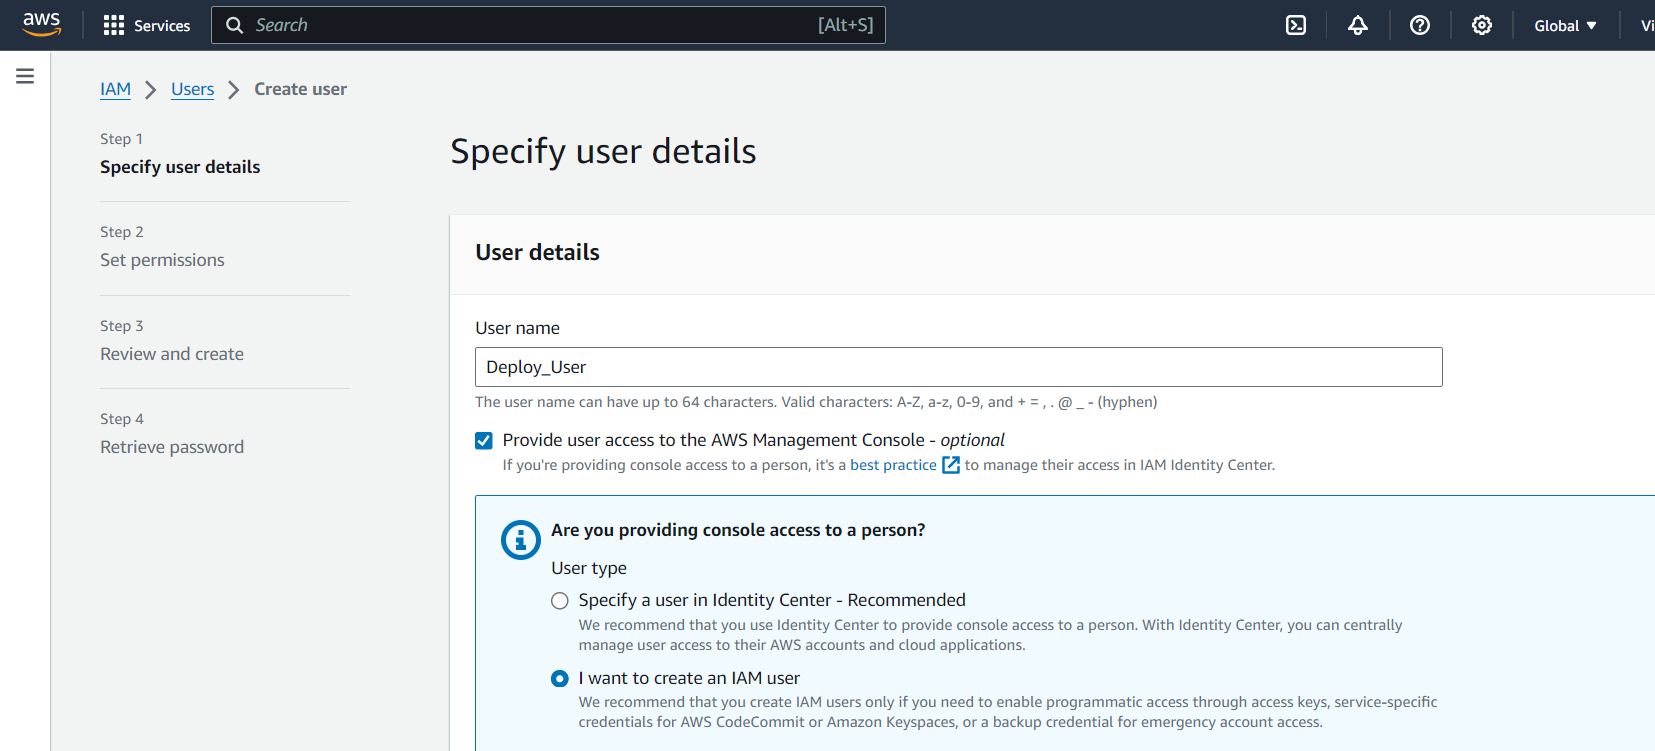 aws
Services
Search
[Alt+S]
Global
IAM
Users
Create user
Step 1
Specify user details
Step 2
Set permissions
Step 3
Review and create
Step 4
Retrieve password
Specify user details
User details
User name
Deploy_User
The user name can have up to 64 characters. Valid characters: A-Z, a-z, 0-9, and + = , . @ _ - (hyphen)
Provide user access to the AWS Management Console - optional
If you're providing console access to a person, it's a best practice to manage their access in IAM Identity Center.
Are you providing console access to a person?
User type
Specify a user in Identity Center - Recommended
We recommend that you use Identity Center to provide console access to a person. With Identity Center, you can centrally
manage user access to their AWS accounts and cloud applications.
I want to create an IAM user
We recommend that you create IAM users only if you need to enable programmatic access through access keys, service-specific
credentials for AWS CodeCommit or Amazon Keyspaces, or a backup credential for emergency account access.